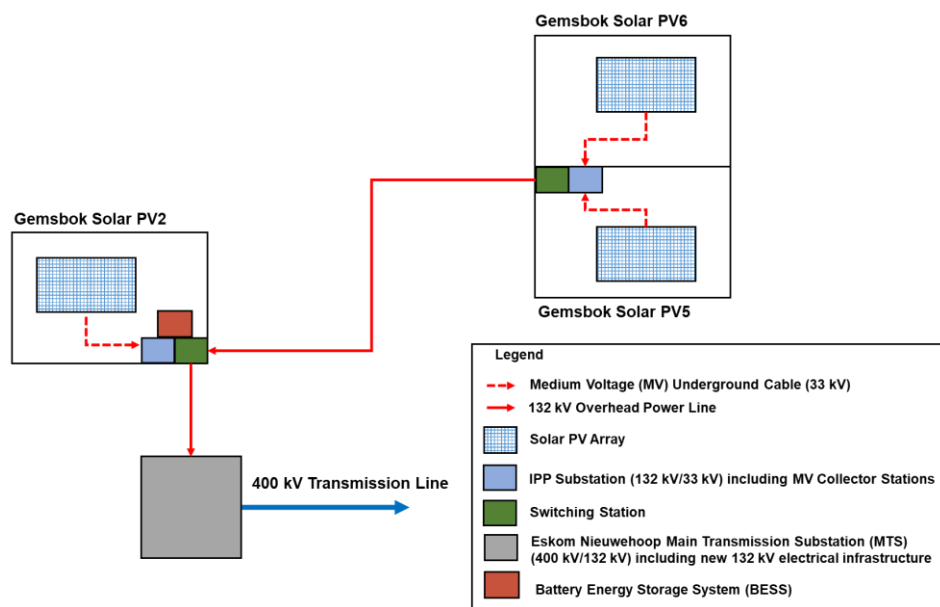 Gemsbok Solar PV6
Gemsbok Solar PV2
Gemsbok Solar PV5
400 kV Transmission Line
Legend
Medium Voltage (MV) Underground Cable (33 kV)
132 kV Overhead Power Line
Solar PV Array
IPP Substation (132 kV/33 kV) including MV Collector Stations
Switching Station
Eskom Nieuwehoop Main Transmission Substation (MTS)
(400 kV/132 kV) including new 132 kV electrical infrastructure
Battery Energy Storage System (BESS)